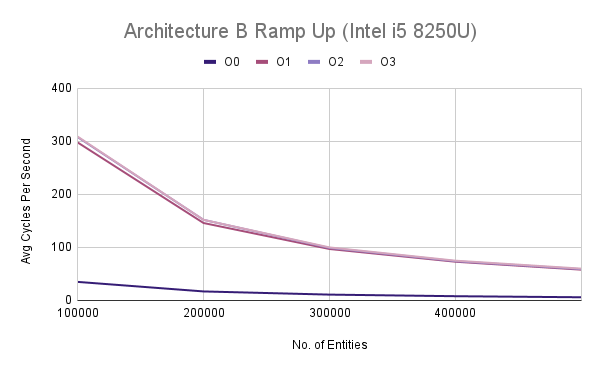 Architecture B Ramp Up (Intel i5 8250U)
O0 O1 O2 O3
Avg Cycles Per Second
400
300
200
100
0
100000 200000 300000 400000
No. of Entities